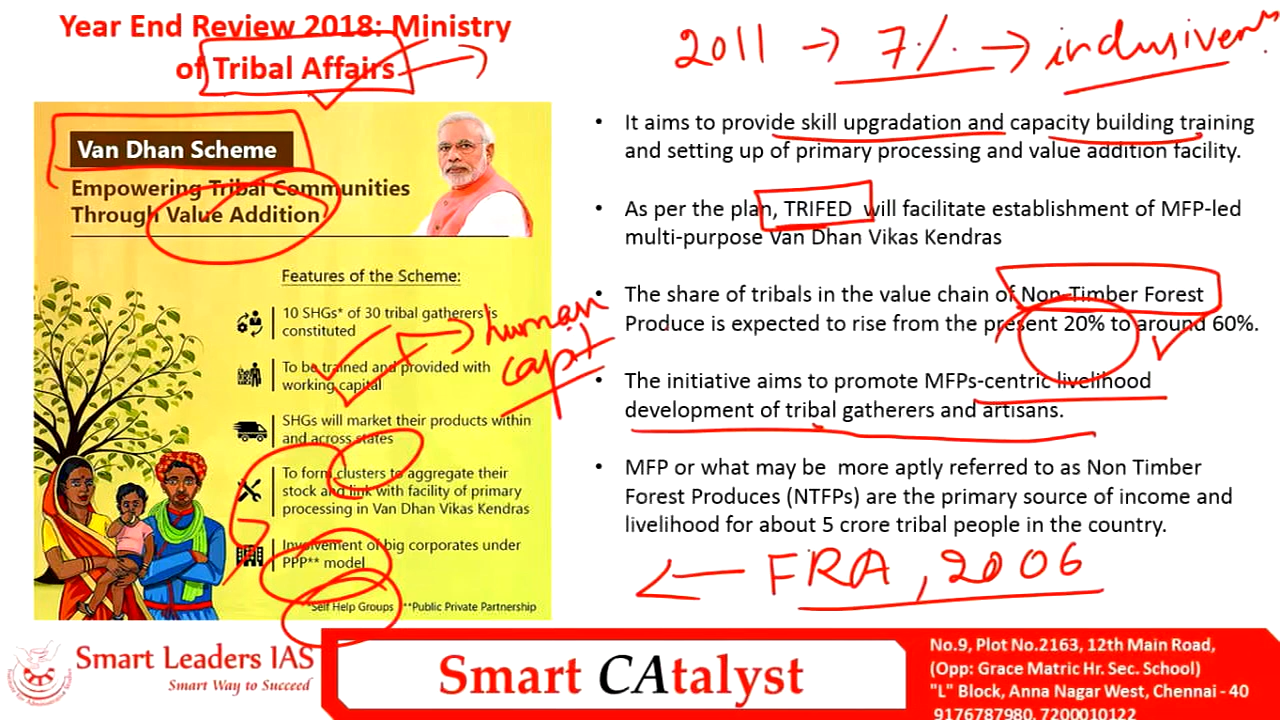 Year End Review 2018: Ministry
of Tribal Affairs
2011 → 7% → inclusiveness
Van Dhan Scheme
Empowering Tribal Communities
Through Value Addition
Features of the Scheme:
10 SHGs* of 30 tribal gatherers is
constituted
To be trained and provided with
working capital
human
capt
SHGs will market their products within
and across states
To form clusters to aggregate their
stock and link with facility of primary
processing in Van Dhan Vikas Kendras
Involvement of big corporates under
PPP** model
*Self Help Groups **Public Private Partnership
• It aims to provide skill upgradation and capacity building training
and setting up of primary processing and value addition facility.
• As per the plan, TRIFED will facilitate establishment of MFP-led
multi-purpose Van Dhan Vikas Kendras
• The share of tribals in the value chain of Non-Timber Forest
Produce is expected to rise from the present 20% to around 60%.
• The initiative aims to promote MFPs-centric livelihood
development of tribal gatherers and artisans.
• MFP or what may be more aptly referred to as Non Timber
Forest Produces (NTFPs) are the primary source of income and
livelihood for about 5 crore tribal people in the country.
← FRA, 2006
Smart Leaders IAS
Smart Way to Succeed
Smart CAtalyst
No.9, Plot No.2163, 12th Main Road,
(Opp: Grace Matric Hr. Sec. School)
"L" Block, Anna Nagar West, Chennai - 40
9176787980, 7200010122